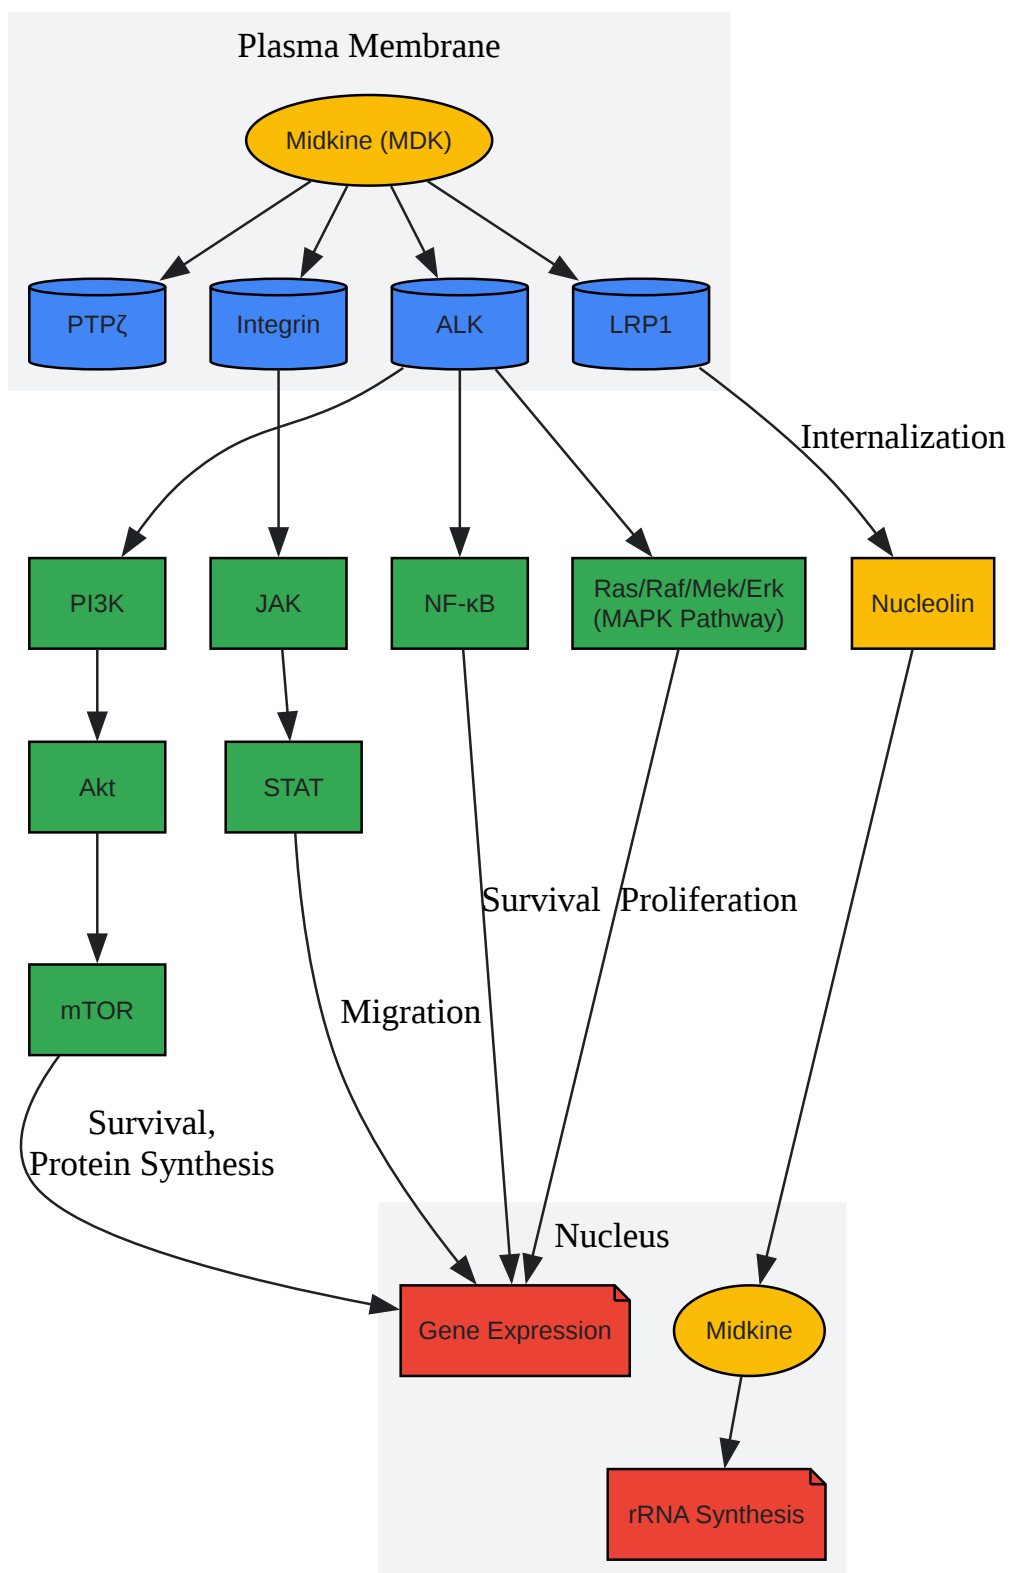 Plasma Membrane
Midkine (MDK)
PTPζ
Integrin
ALK
LRP1
Internalization
PI3K
JAK
NF-κB
Ras/Raf/Mek/Erk
(MAPK Pathway)
Nucleolin
Akt
STAT
Survival
Proliferation
mTOR
Migration
Survival,
Protein Synthesis
Nucleus
Gene Expression
Midkine
rRNA Synthesis